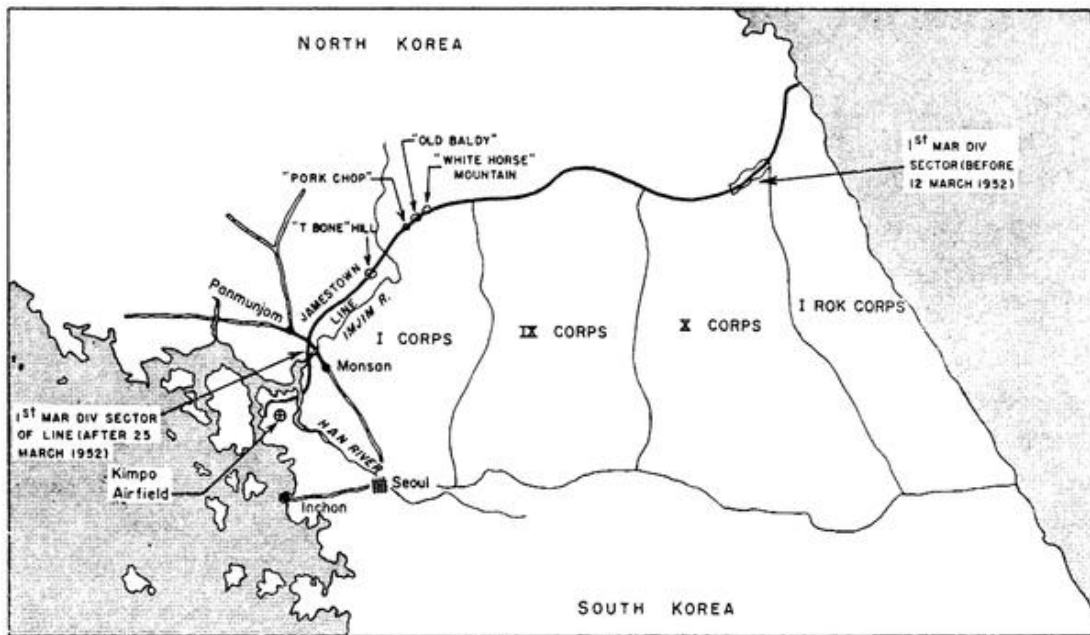 NORTH KOREA
"OLD BALDY"
"WHITE HORSE"
MOUNTAIN
"PORK CHOP"
"T BONE" HILL
1ST MAR DIV
SECTOR (BEFORE
12 MARCH 1952)
Panmunjom
JAMESTOWN
LINE
IMJIM R.
I CORPS
IX CORPS
X CORPS
I ROK CORPS
Monsan
1ST MAR DIV SECTOR
OF LINE (AFTER 25
MARCH 1952)
HAN RIVER
Kimpo
Airfield
Seoul
Inchon
SOUTH KOREA